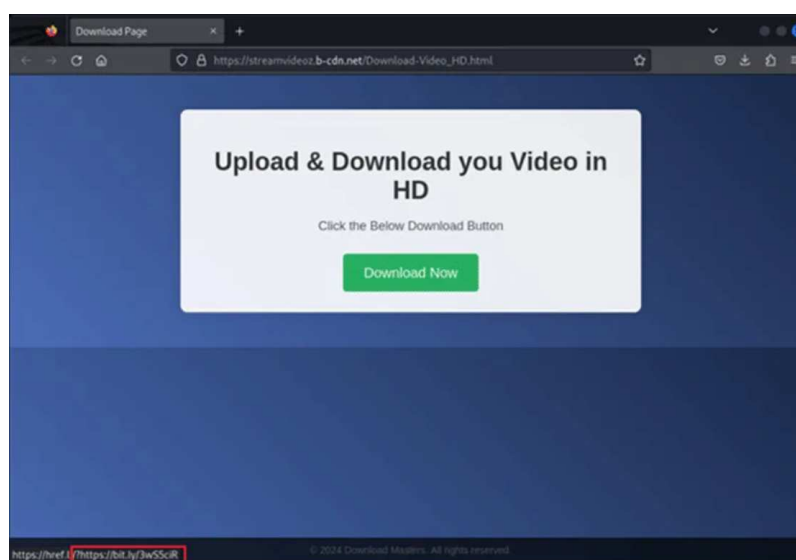 Download Page
https://streamvideoz.b-cdn.net/Download-Video_HD.html
Upload & Download you Video in
HD
Click the Below Download Button
Download Now
© 2024 Download Masters. All rights reserved.
https://href.li/?https://bit.ly/3wS5ciR